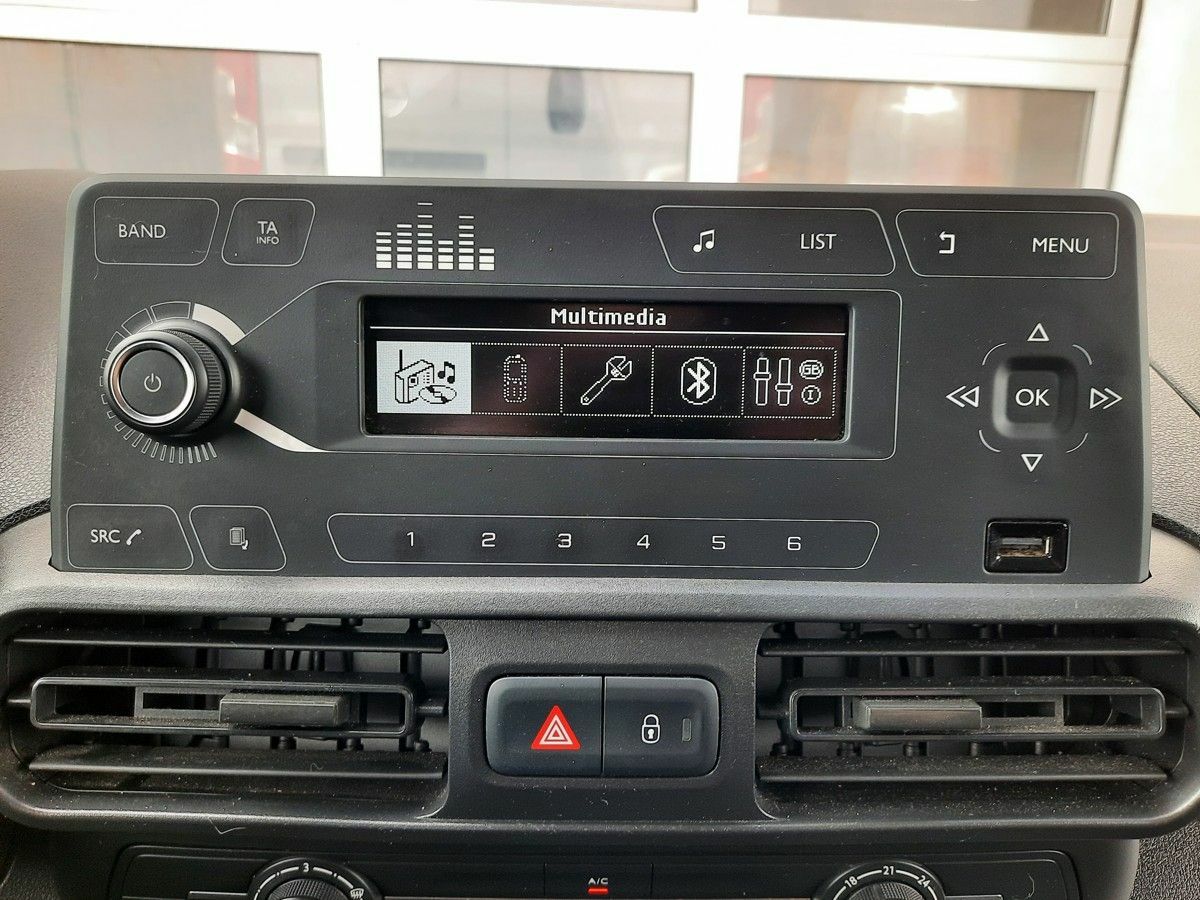 BAND
TA
INFO
LIST
MENU
Multimedia
GB
I
OK
SRC
1 2 3 4 5 6
3
A/C
18 21 24